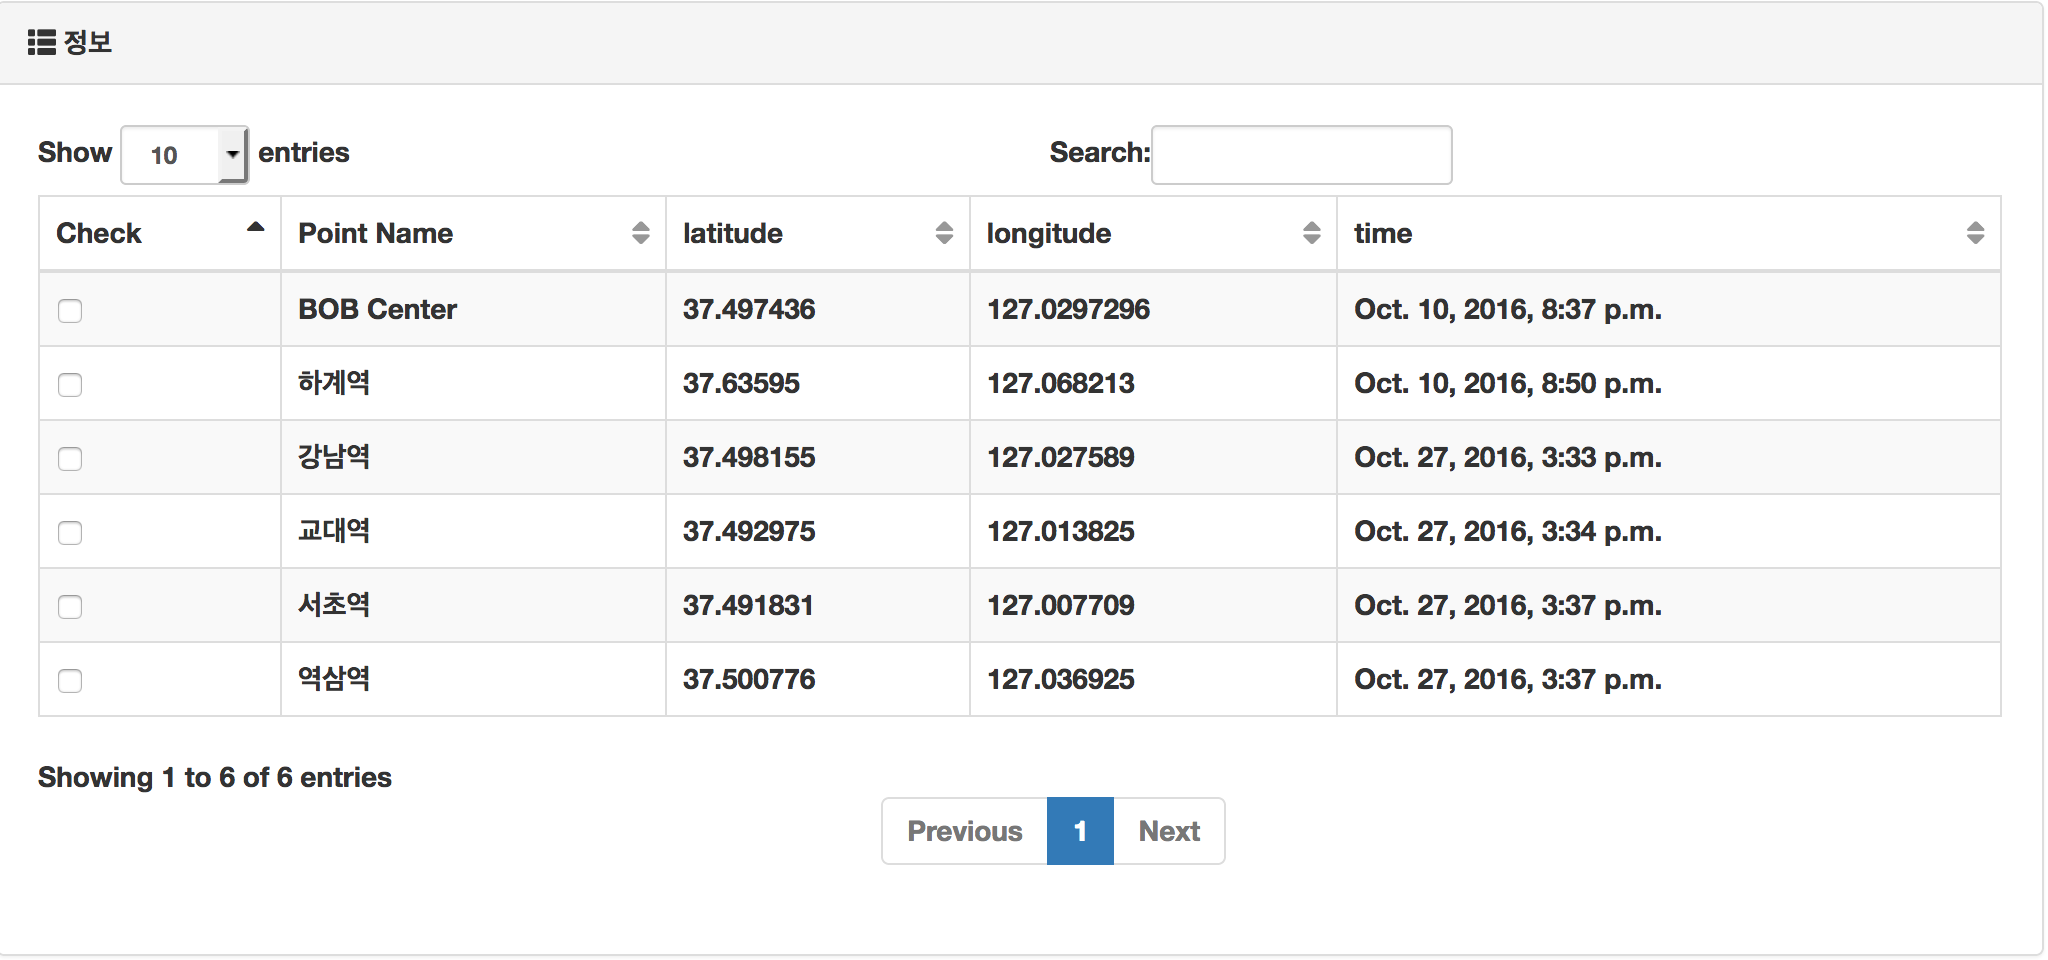 정보
Show 10 entries Search:
Check Point Name latitude longitude time
BOB Center 37.497436 127.0297296 Oct. 10, 2016, 8:37 p.m.
하계역 37.63595 127.068213 Oct. 10, 2016, 8:50 p.m.
강남역 37.498155 127.027589 Oct. 27, 2016, 3:33 p.m.
교대역 37.492975 127.013825 Oct. 27, 2016, 3:34 p.m.
서초역 37.491831 127.007709 Oct. 27, 2016, 3:37 p.m.
역삼역 37.500776 127.036925 Oct. 27, 2016, 3:37 p.m.
Showing 1 to 6 of 6 entries
Previous 1 Next